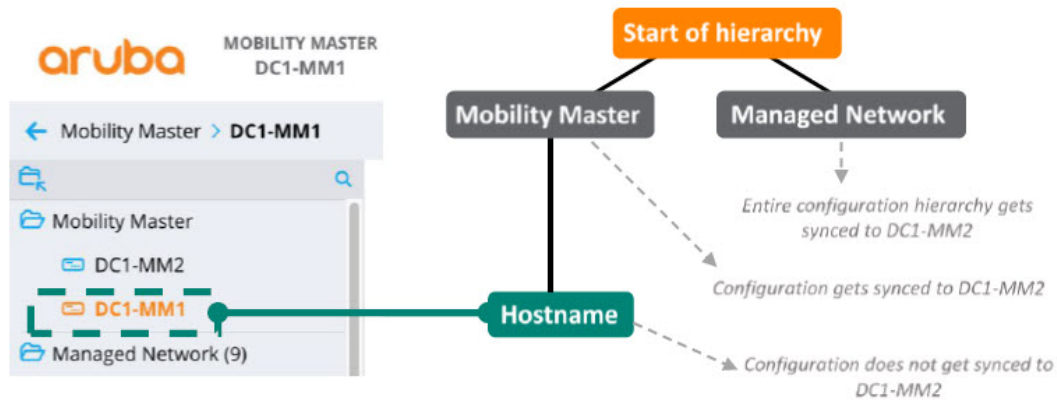 aruba
MOBILITY MASTER
DC1-MM1
Mobility Master > DC1-MM1
Mobility Master
DC1-MM2
DC1-MM1
Managed Network (9)
Start of hierarchy
Mobility Master
Managed Network
Entire configuration hierarchy gets
synced to DC1-MM2
Configuration gets synced to DC1-MM2
Hostname
Configuration does not get synced to
DC1-MM2